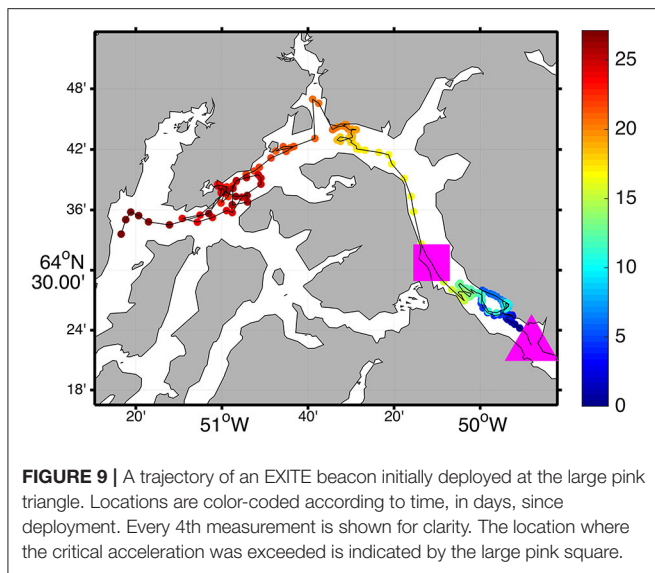 48'
42'
36'
64°N
30.00'
24'
18'
20'
51°W
40'
20'
50°W
25
20
15
10
5
0
FIGURE 9 | A trajectory of an EXITE beacon initially deployed at the large pink
triangle. Locations are color-coded according to time, in days, since
deployment. Every 4th measurement is shown for clarity. The location where
the critical acceleration was exceeded is indicated by the large pink square.